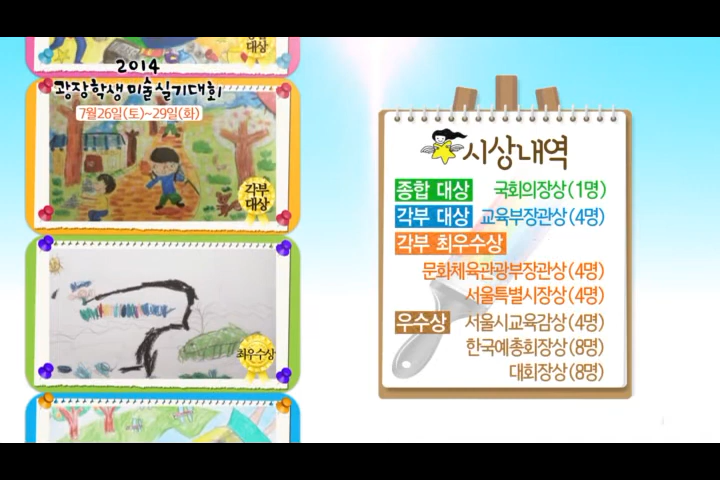 대상
2014
광장학생미술실기대회
7월26일(토)~29일(화)
각부
대상
최우수상
시상내역
종합 대상 국회의장상(1명)
각부 대상 교육부장관상(4명)
각부 최우수상
문화체육관광부장관상(4명)
서울특별시장상(4명)
우수상 서울시교육감상(4명)
한국예총회장상(8명)
대회장상(8명)